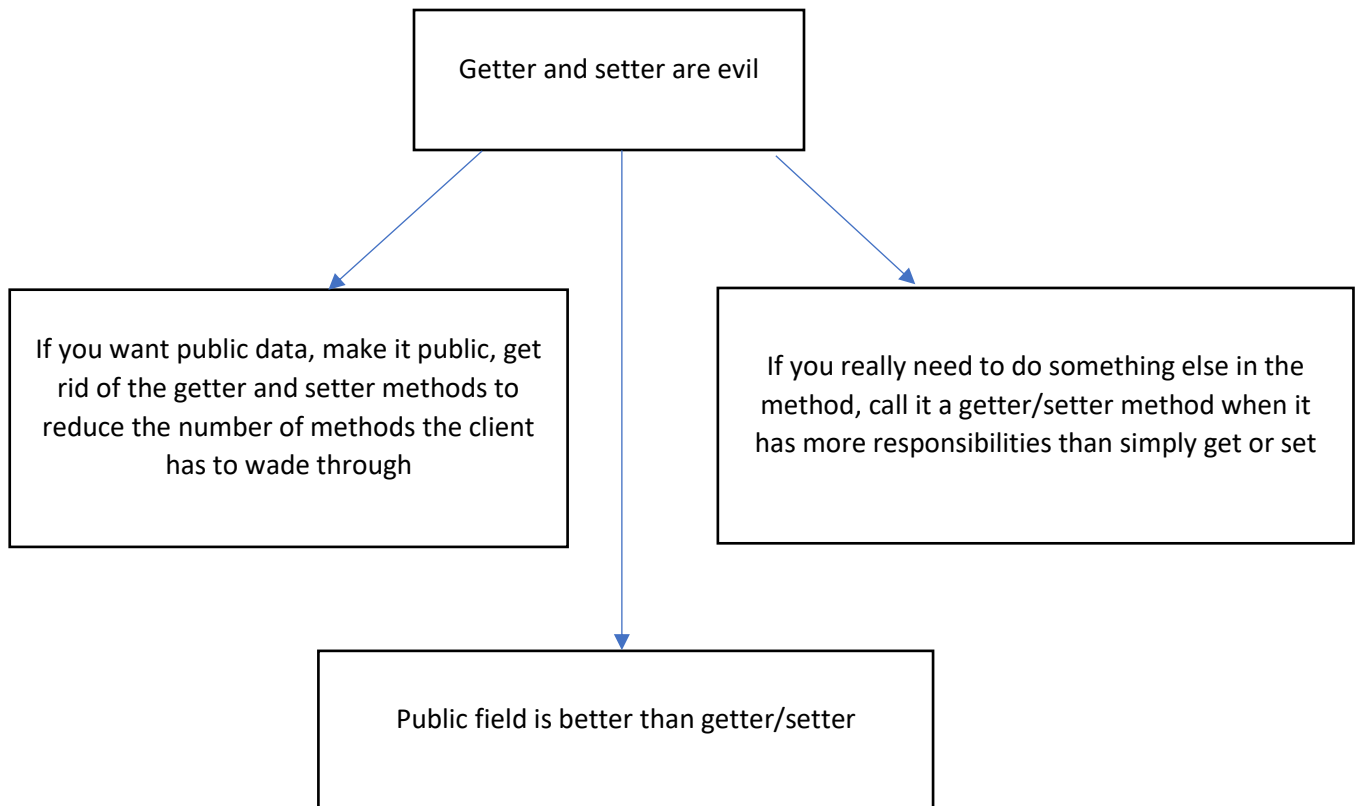 Getter and setter are evil
If you want public data, make it public, get
rid of the getter and setter methods to
reduce the number of methods the client
has to wade through
If you really need to do something else in the
method, call it a getter/setter method when it
has more responsibilities than simply get or set
Public field is better than getter/setter